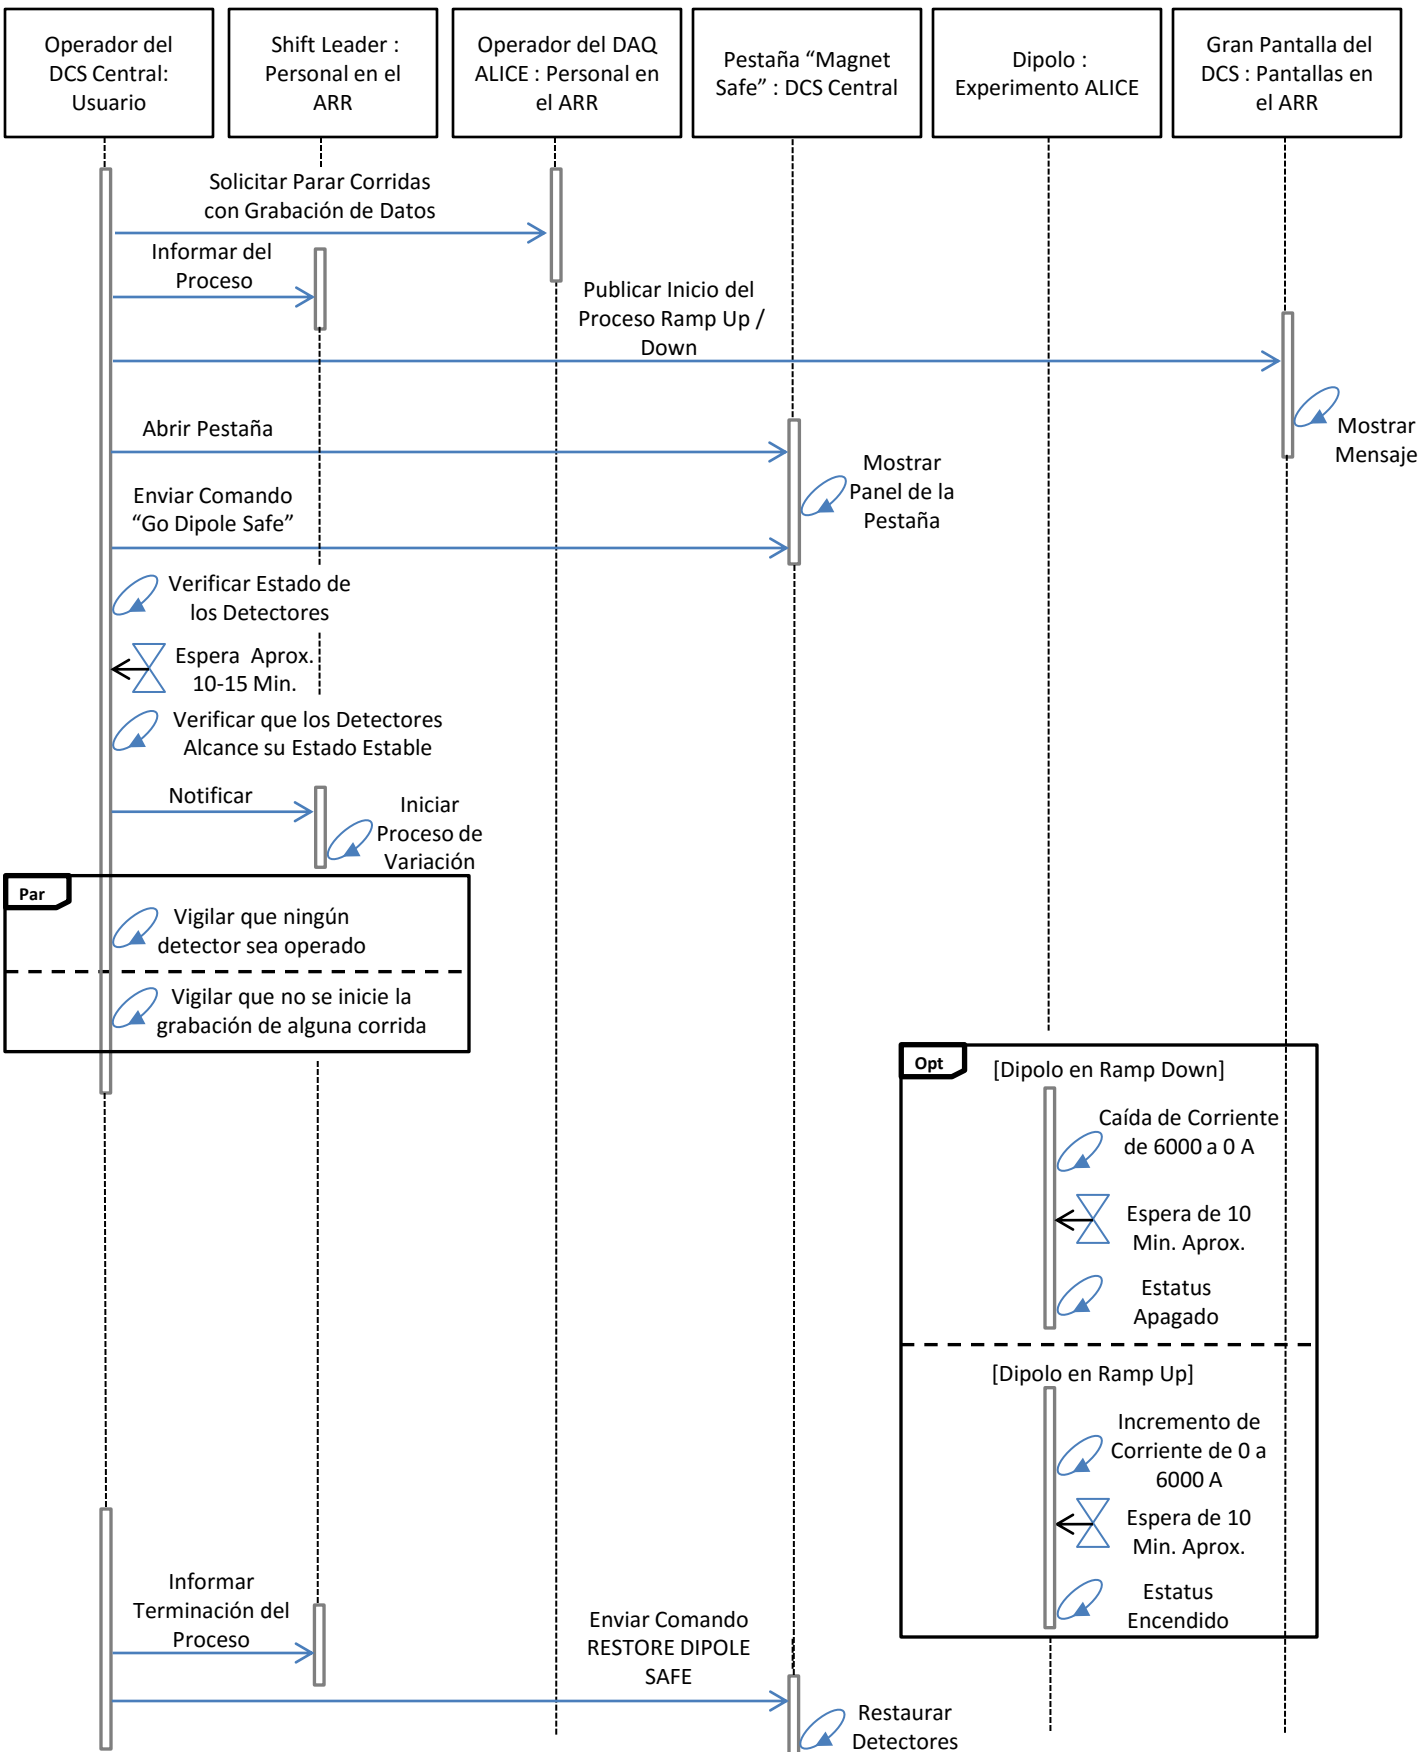 Operador del
DCS Central:
Usuario
Shift Leader :
Personal en el
ARR
Operador del DAQ
ALICE : Personal en
el ARR
Pestaña “Magnet
Safe” : DCS Central
Dipolo :
Experimento ALICE
Gran Pantalla del
DCS : Pantallas en
el ARR
Solicitar Parar Corridas
con Grabación de Datos
Informar del
Proceso
Publicar Inicio del
Proceso Ramp Up /
Down
Mostrar
Mensaje
Abrir Pestaña
Mostrar
Panel de la
Pestaña
Enviar Comando
“Go Dipole Safe”
Verificar Estado de
los Detectores
Espera Aprox.
10-15 Min.
Verificar que los Detectores
Alcance su Estado Estable
Notificar
Iniciar
Proceso de
Variación
Par
Vigilar que ningún
detector sea operado
Vigilar que no se inicie la
grabación de alguna corrida
Opt
[Dipolo en Ramp Down]
Caída de Corriente
de 6000 a 0 A
Espera de 10
Min. Aprox.
Estatus
Apagado
[Dipolo en Ramp Up]
Incremento de
Corriente de 0 a
6000 A
Espera de 10
Min. Aprox.
Estatus
Encendido
Informar
Terminación del
Proceso
Enviar Comando
RESTORE DIPOLE
SAFE
Restaurar
Detectores